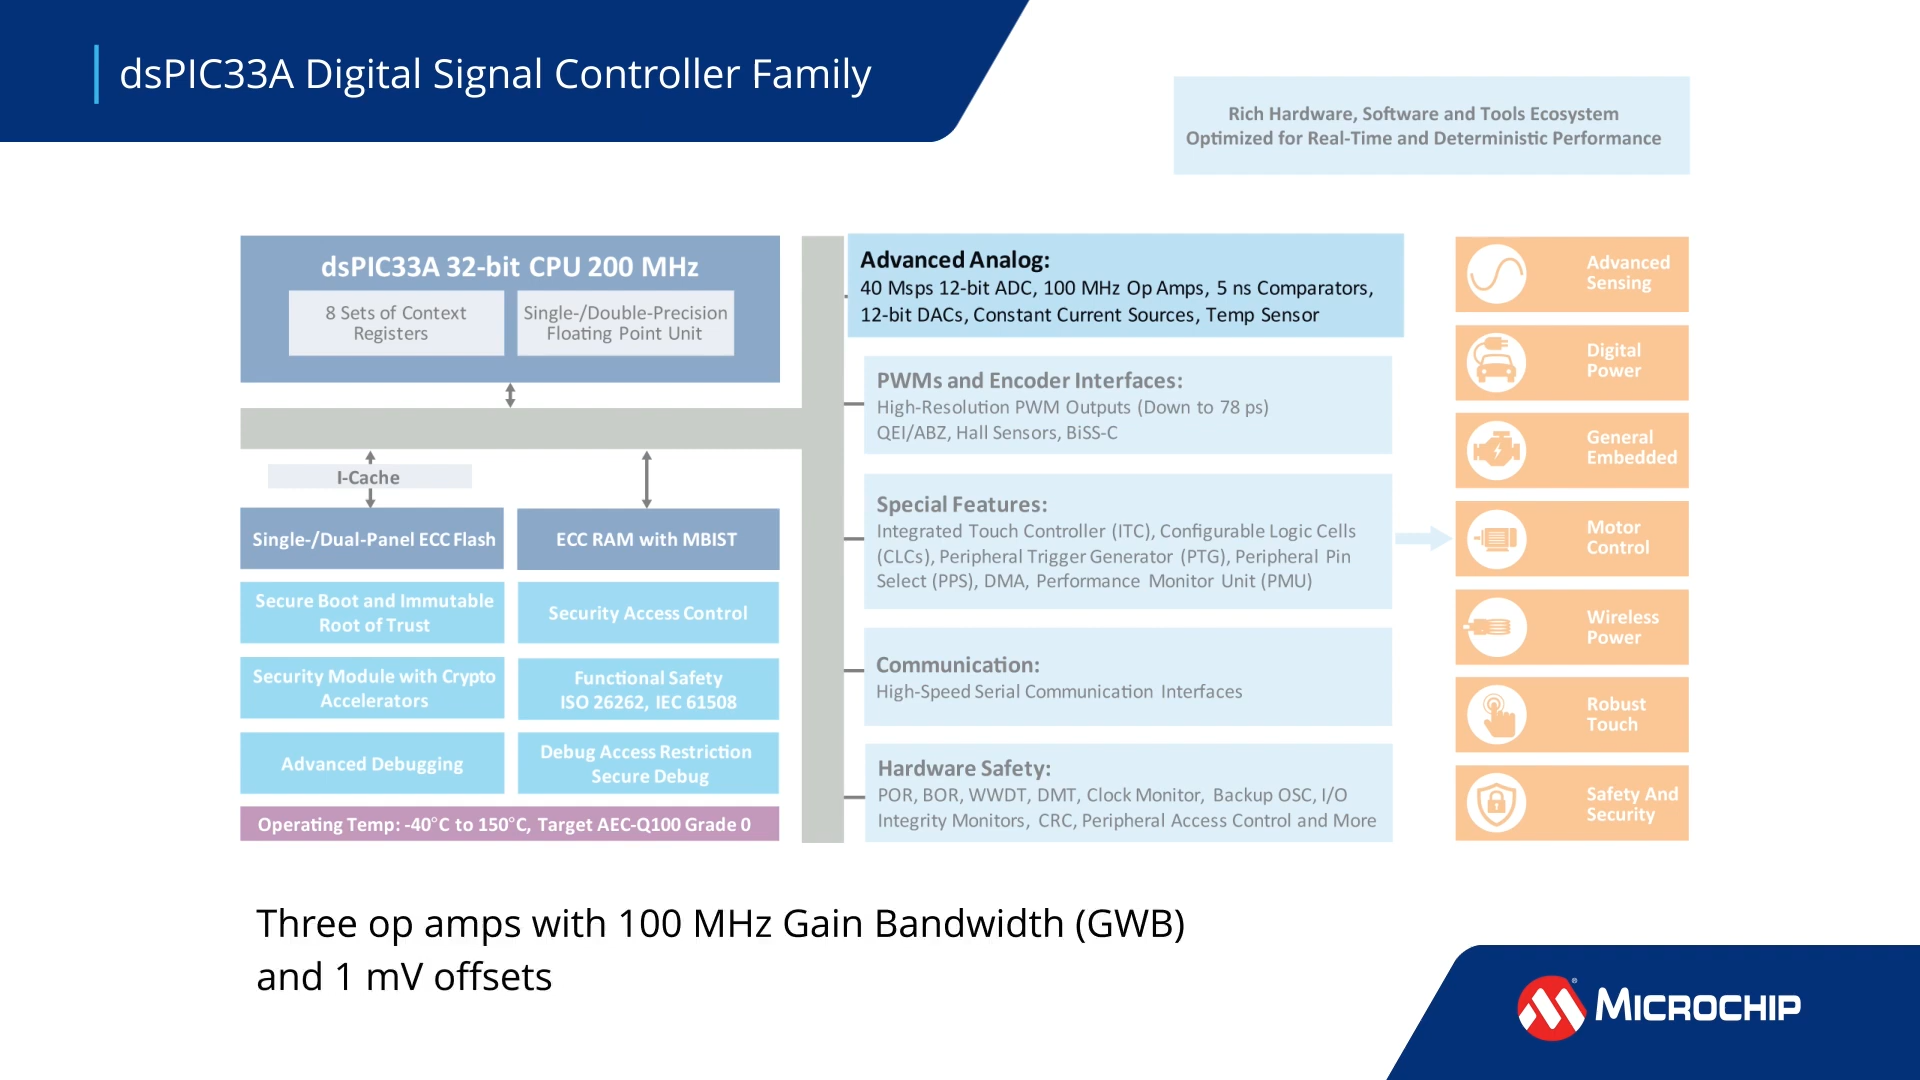 dsPIC33A Digital Signal Controller Family
Rich Hardware, Software and Tools Ecosystem
Optimized for Real-Time and Deterministic Performance
dsPIC33A 32-bit CPU 200 MHz
8 Sets of Context
Registers
Single-/Double-Precision
Floating Point Unit
I-Cache
Single-/Dual-Panel ECC Flash
ECC RAM with MBIST
Secure Boot and Immutable
Root of Trust
Security Access Control
Security Module with Crypto
Accelerators
Functional Safety
ISO 26262, IEC 61508
Advanced Debugging
Debug Access Restriction
Secure Debug
Operating Temp: -40°C to 150°C, Target AEC-Q100 Grade 0
Advanced Analog:
40 Msps 12-bit ADC, 100 MHz Op Amps, 5 ns Comparators,
12-bit DACs, Constant Current Sources, Temp Sensor
PWMs and Encoder Interfaces:
High-Resolution PWM Outputs (Down to 78 ps)
QEI/ABZ, Hall Sensors, BiSS-C
Special Features:
Integrated Touch Controller (ITC), Configurable Logic Cells
(CLCs), Peripheral Trigger Generator (PTG), Peripheral Pin
Select (PPS), DMA, Performance Monitor Unit (PMU)
Communication:
High-Speed Serial Communication Interfaces
Hardware Safety:
POR, BOR, WWDT, DMT, Clock Monitor, Backup OSC, I/O
Integrity Monitors, CRC, Peripheral Access Control and More
Advanced
Sensing
Digital
Power
General
Embedded
Motor
Control
Wireless
Power
Robust
Touch
Safety And
Security
Three op amps with 100 MHz Gain Bandwidth (GWB)
and 1 mV offsets
® MICROCHIP